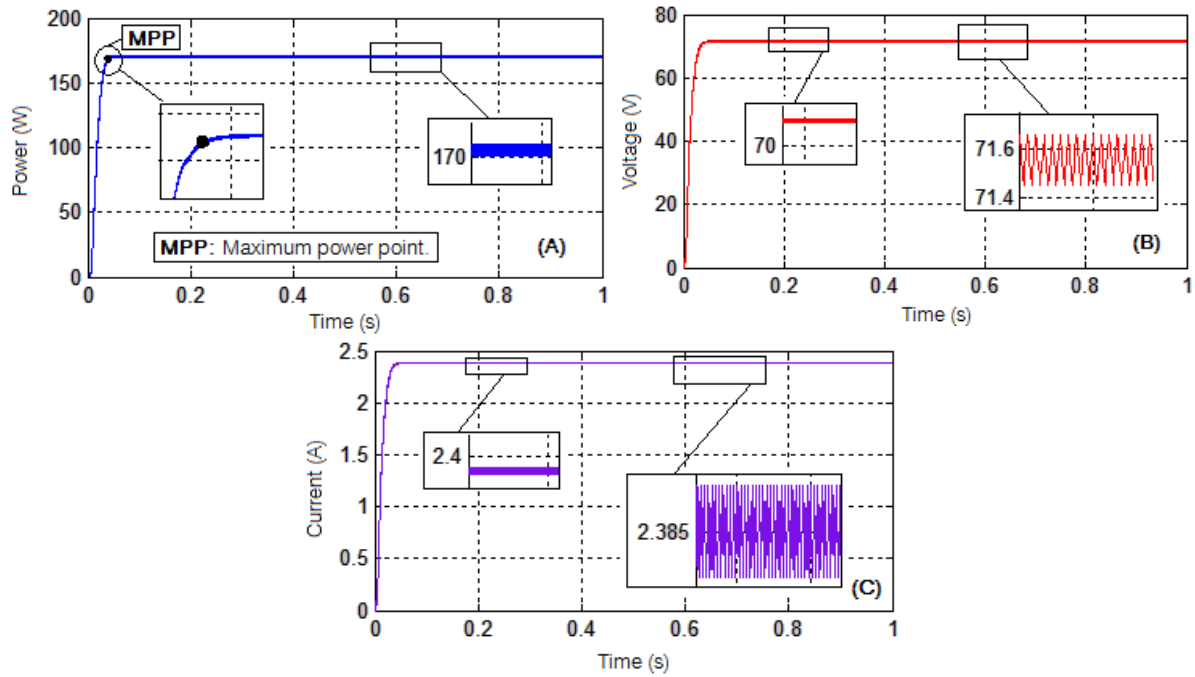 200
150
100
50
0
Power (W)
MPP
170
MPP: Maximum power point.
(A)
0 0.2 0.4 0.6 0.8 1
Time (s)
80
60
40
20
0
Voltage (V)
70
71.6
71.4
(B)
0 0.2 0.4 0.6 0.8 1
Time (s)
2.5
2
1.5
1
0.5
0
Current (A)
2.4
2.385
(C)
0 0.2 0.4 0.6 0.8 1
Time (s)